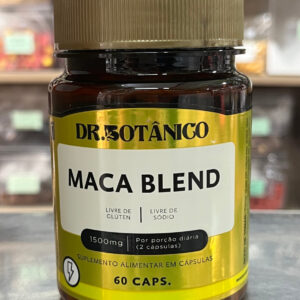 DR.BOTÂNICO
MACA BLEND
LIVRE DE GLÚTEN
LIVRE DE SÓDIO
1500mg
Por porção diária
(2 cápsulas)
SUPLEMENTO ALIMENTAR EM CÁPSULAS
60 CAPS.